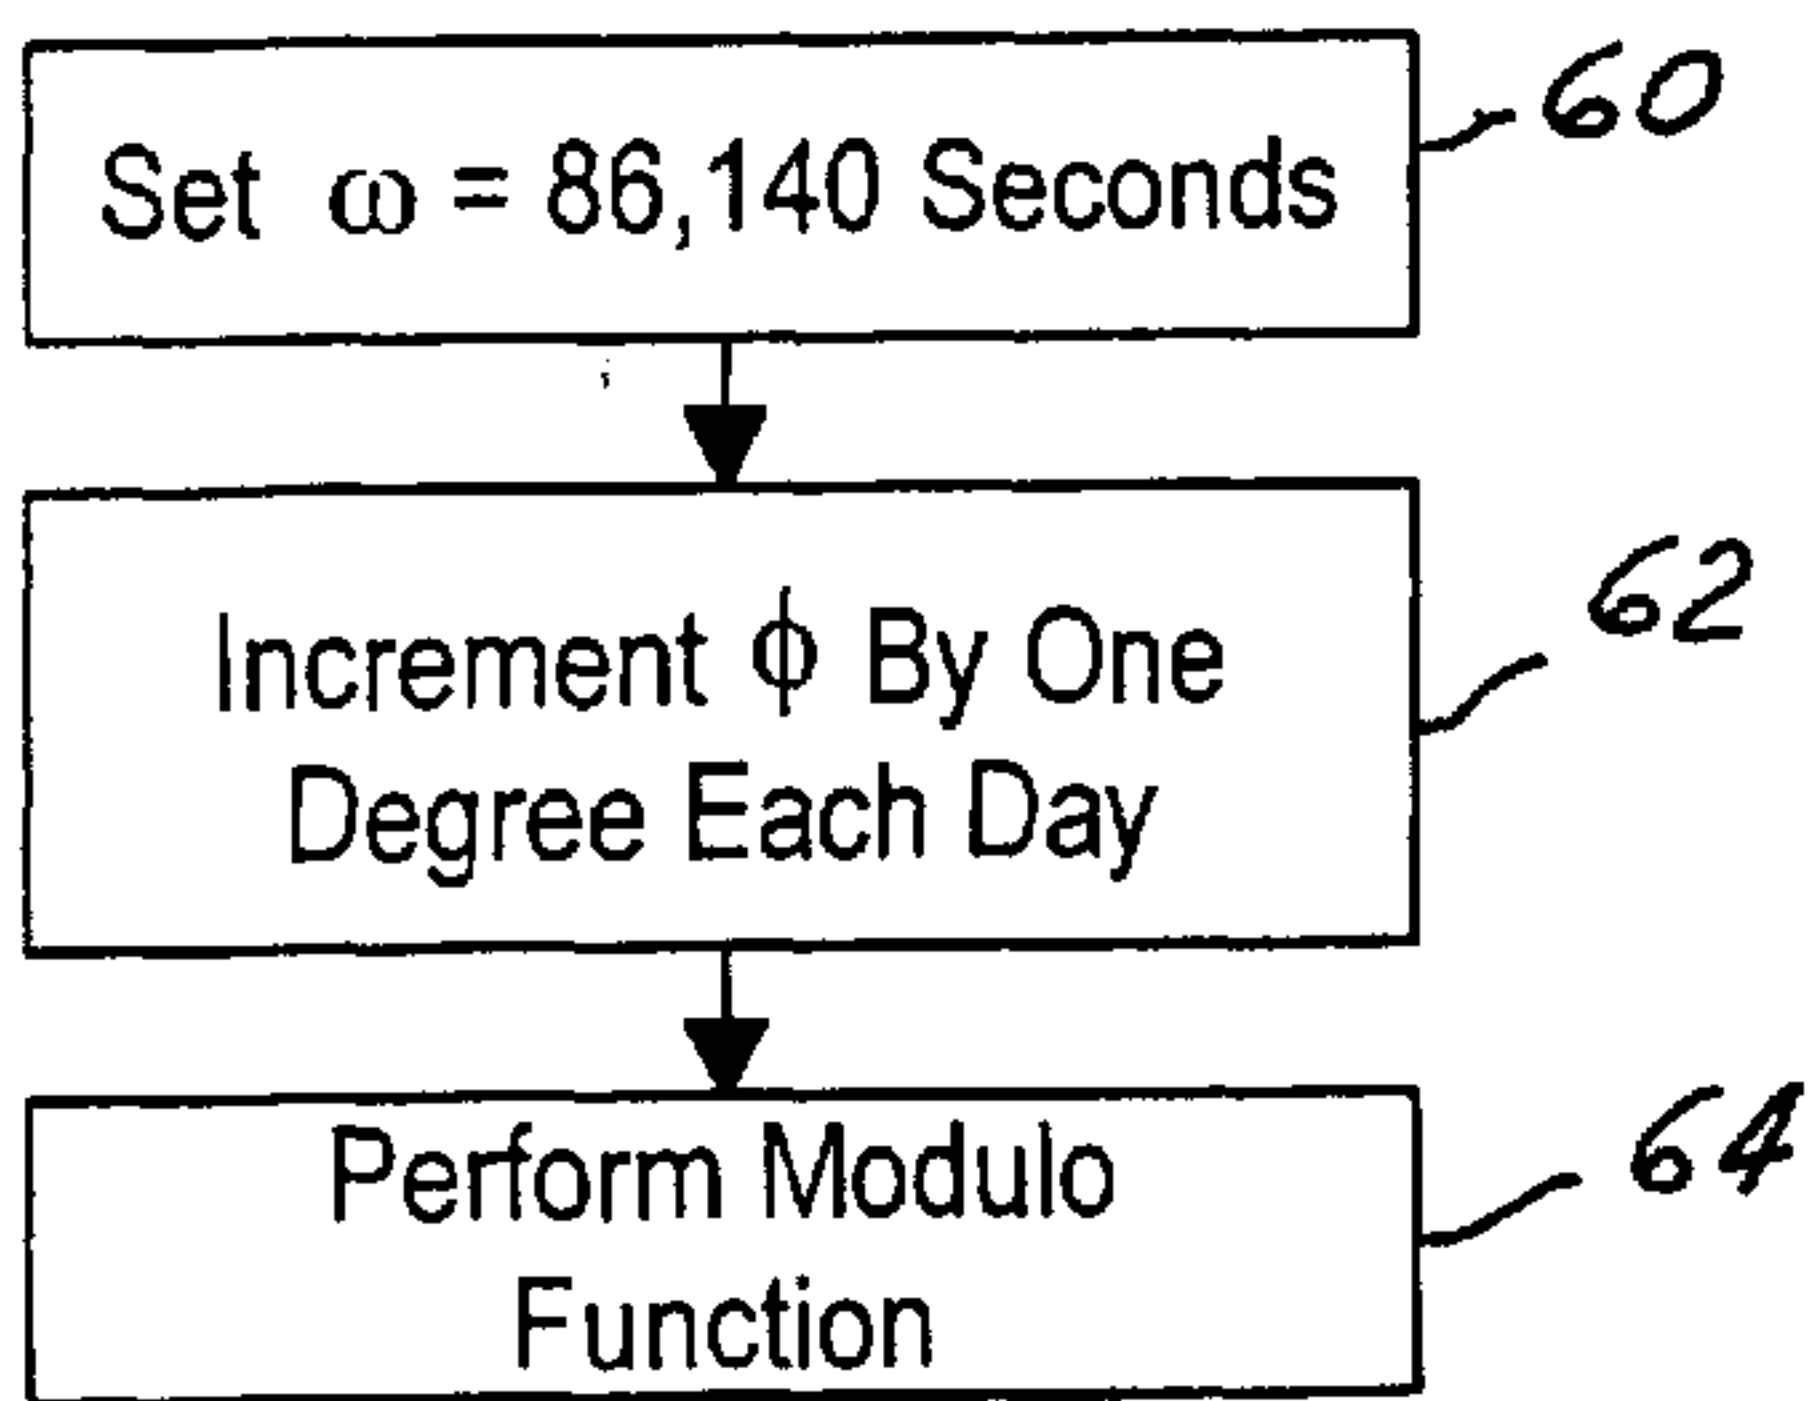 Set ω = 86,140 Seconds
60
Increment ϕ By One
Degree Each Day
62
Perform Modulo
Function
64